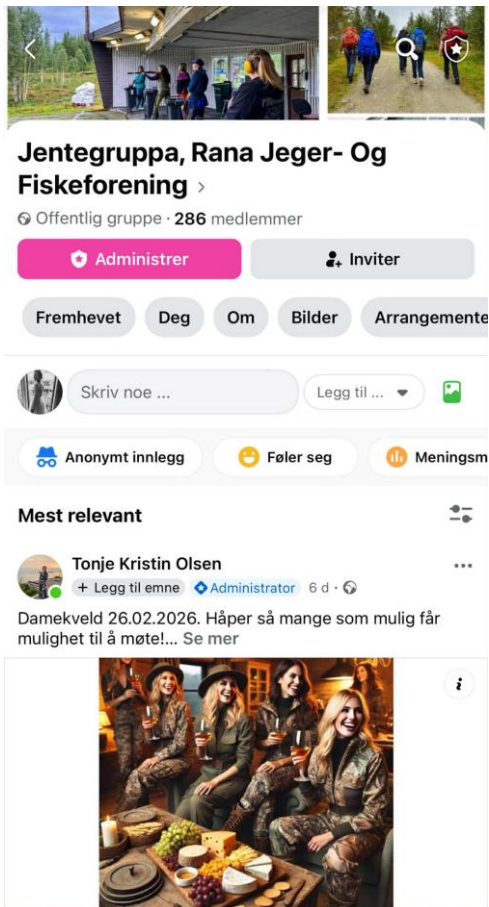 Jentegruppa, Rana Jeger- Og
Fiskeforening
Offentlig gruppe · 286 medlemmer
Administrer
Inviter
Fremhevet
Deg
Om
Bilder
Arrangemente
Skriv noe ...
Legg til ...
Anonymt innlegg
Føler seg
Meningsm
Mest relevant
Tonje Kristin Olsen
+ Legg til emne
Administrator
6 d
Damekveld 26.02.2026. Håper så mange som mulig får
mulighet til å møte!... Se mer